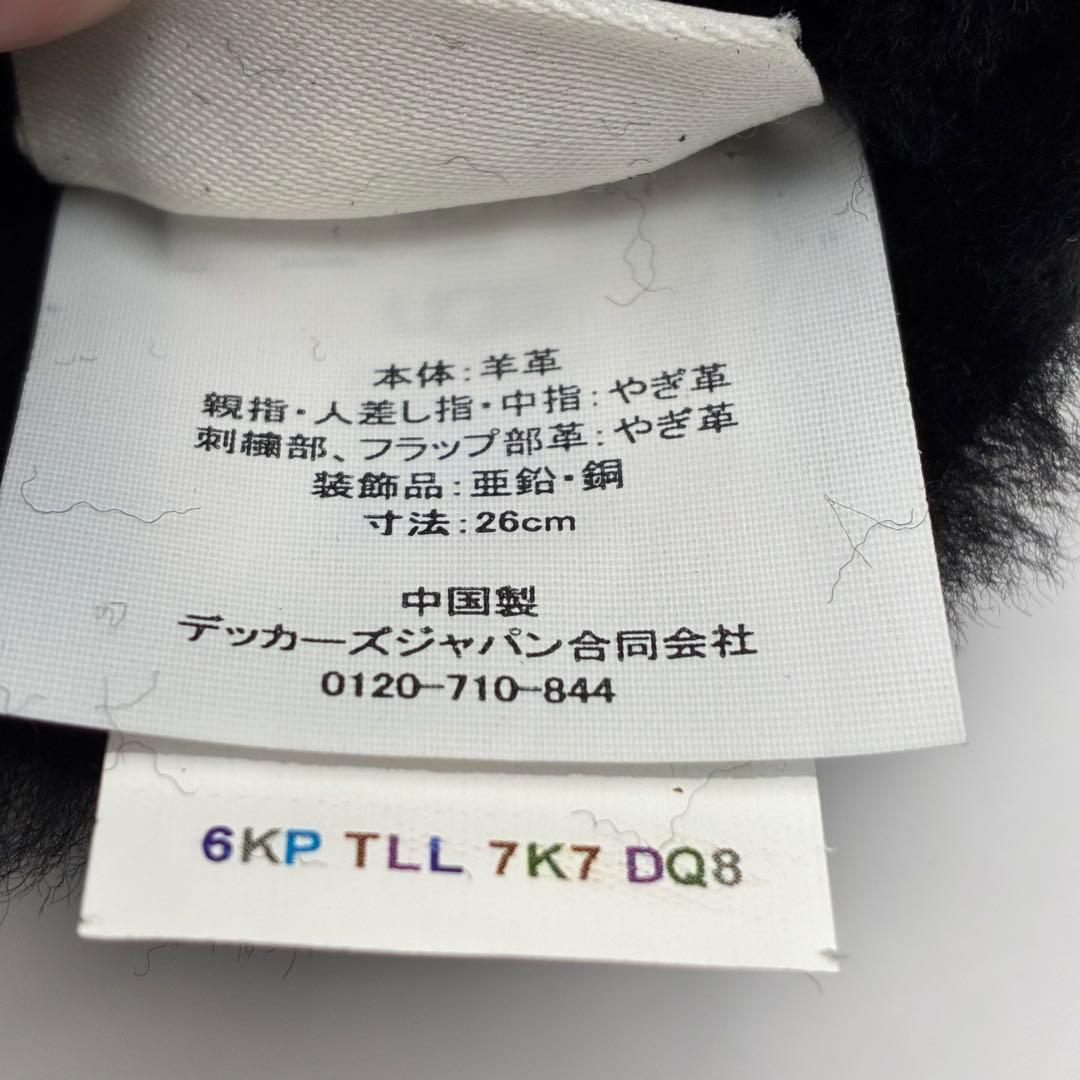 本体:羊革
親指・人差し指・中指:やぎ革
刺繍部、フラップ部革:やぎ革
装飾品:亜鉛・銅
寸法:26cm
中国製
デッカーズジャパン合同会社
0120-710-844
6KP TLL 7K7 DQ8